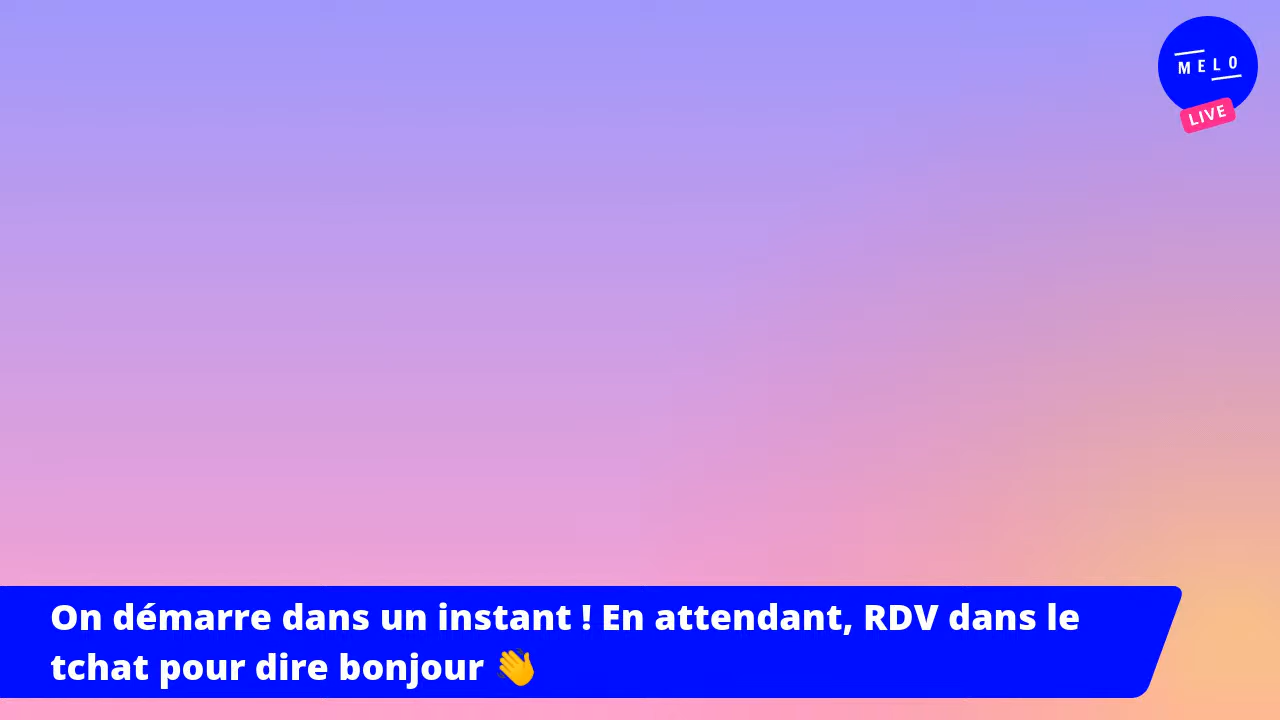 MELO
LIVE
On démarre dans un instant ! En attendant, RDV dans le
tchat pour dire bonjour 👋